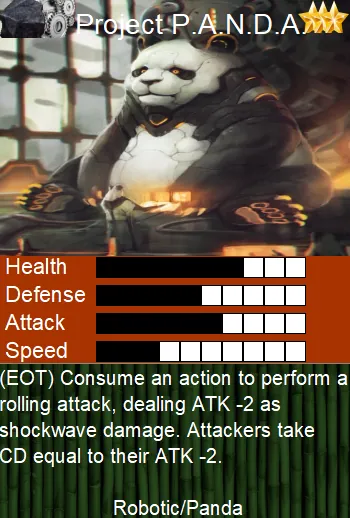 Project P.A.N.D.A.
Health
Defense
Attack
Speed
(EOT) Consume an action to perform a
rolling attack, dealing ATK -2 as
shockwave damage. Attackers take
CD equal to their ATK -2.
Robotic/Panda